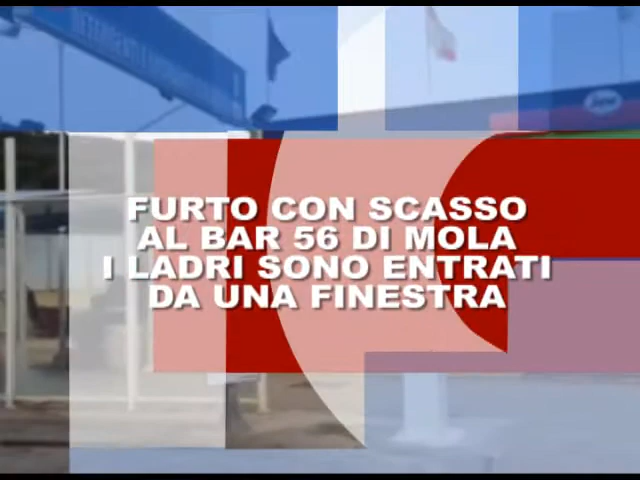 FURTO CON SCASSO
AL BAR 56 DI MOLA
I LADRI SONO ENTRATI
DA UNA FINESTRA